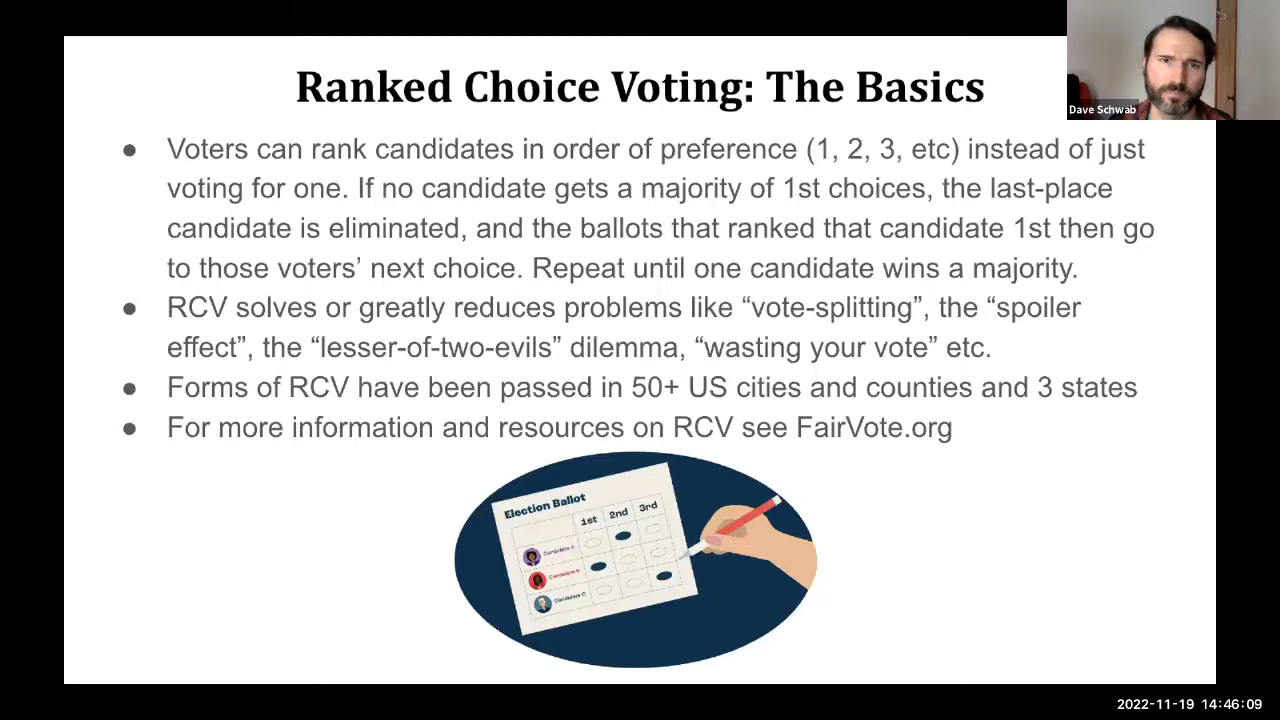 Ranked Choice Voting: The Basics
Dave Schwab
● Voters can rank candidates in order of preference (1, 2, 3, etc) instead of just
voting for one. If no candidate gets a majority of 1st choices, the last-place
candidate is eliminated, and the ballots that ranked that candidate 1st then go
to those voters’ next choice. Repeat until one candidate wins a majority.
● RCV solves or greatly reduces problems like “vote-splitting”, the “spoiler
effect”, the “lesser-of-two-evils” dilemma, “wasting your vote” etc.
● Forms of RCV have been passed in 50+ US cities and counties and 3 states
● For more information and resources on RCV see FairVote.org
Election Ballot
1st 2nd 3rd
Candidate A
Candidate B
Candidate C
2022-11-19 14:46:09